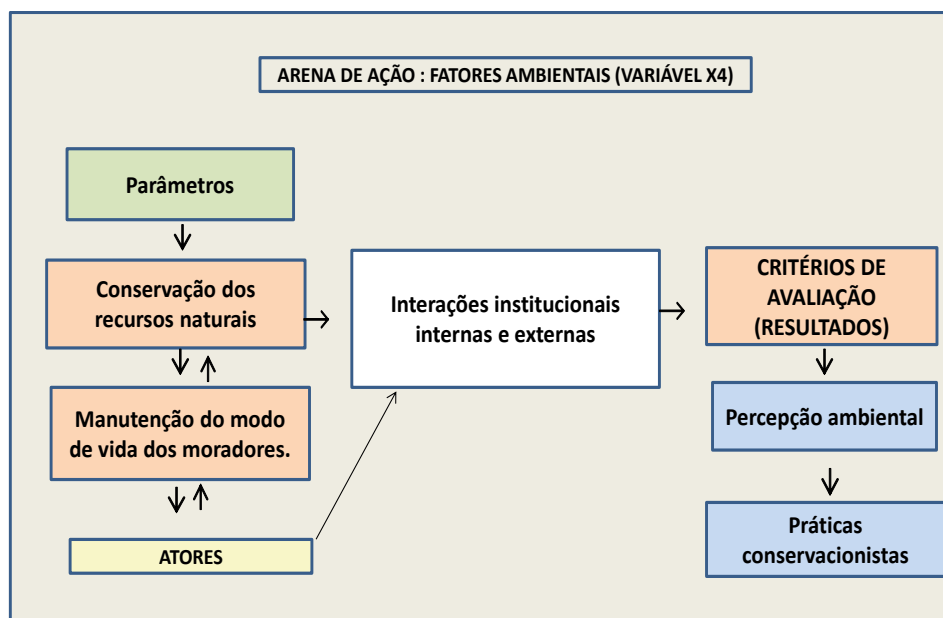 ARENA DE AÇÃO : FATORES AMBIENTAIS (VARIÁVEL X4)
Parâmetros
Conservação dos
recursos naturais
Manutenção do modo
de vida dos moradores.
ATORES
Interações institucionais
internas e externas
CRITÉRIOS DE
AVALIAÇÃO
(RESULTADOS)
Percepção ambiental
Práticas
conservacionistas